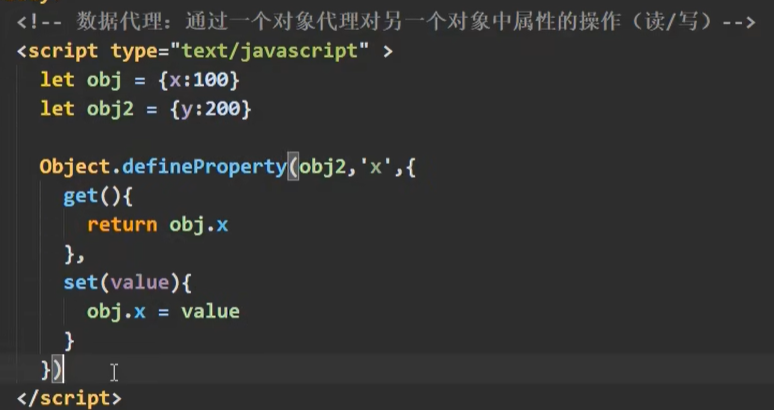 <!-- 数据代理：通过一个对象代理对另一个对象中属性的操作（读/写）-->
<script type="text/javascript" >
let obj = {x:100}
let obj2 = {y:200}
Object.defineProperty(obj2,'x',{
get(){
return obj.x
},
set(value){
obj.x = value
}
})
</script>